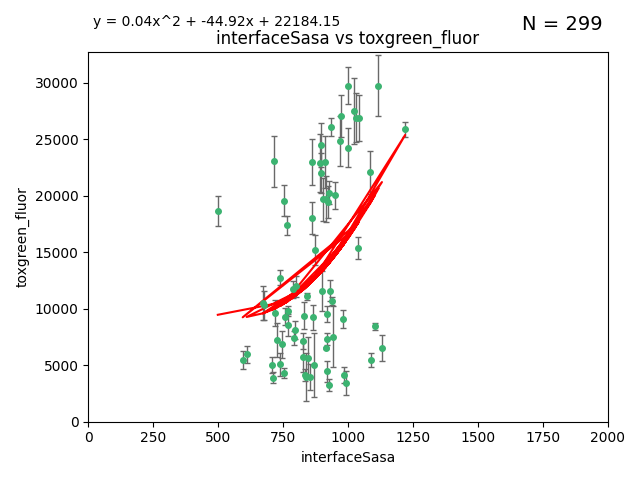 y = 0.04x^2 + -44.92x + 22184.15
N = 299
interfaceSasa vs toxgreen_fluor
30000
25000
20000
15000
10000
5000
0
toxgreen_fluor
0 250 500 750 1000 1250 1500 1750 2000
interfaceSasa